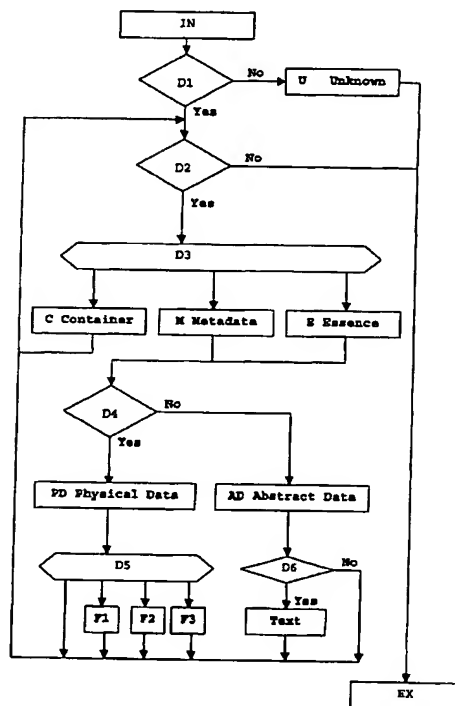 IN
D1
No
U Unknown
Yes
D2
No
Yes
D3
C Container
M Metadata
E Essence
D4
No
Yes
PD Physical Data
AD Abstract Data
D5
D6
No
Yes
F1
F2
F3
Text
EX